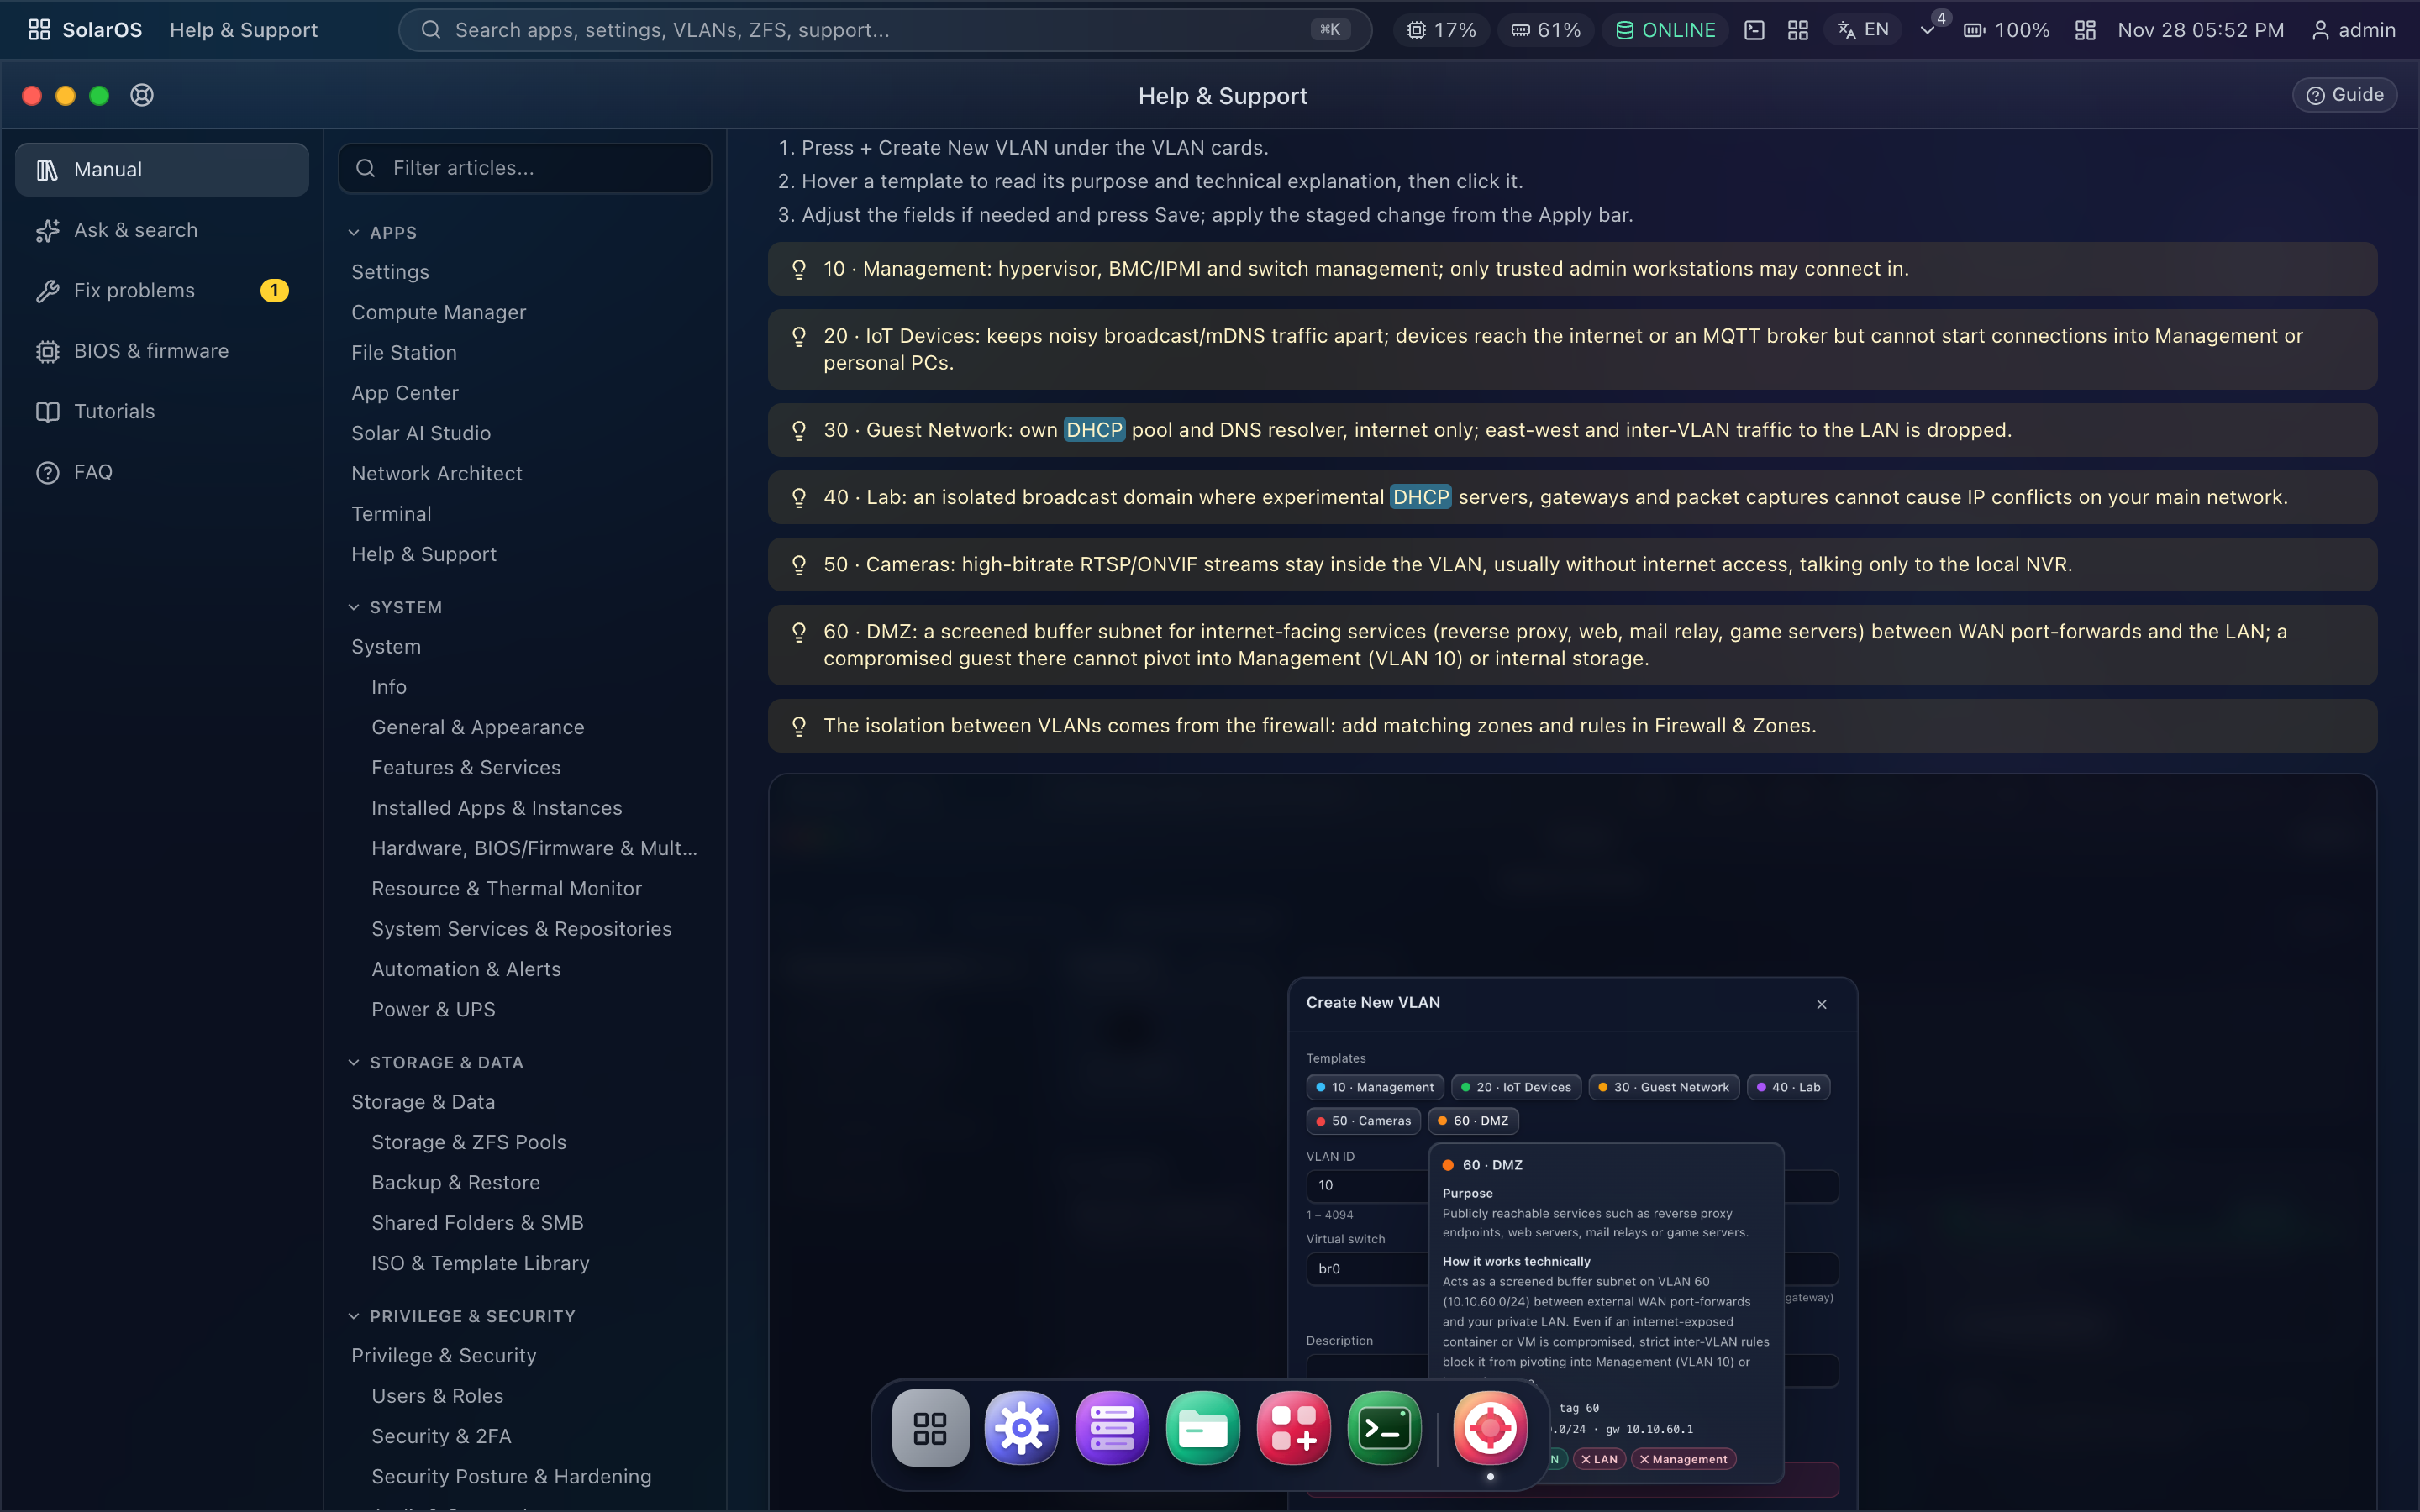 SolarOS
Help & Support
Search apps, settings, VLANs, ZFS, support...
⌘K
17%
61%
ONLINE
EN
4
100%
Nov 28 05:52 PM
admin
Help & Support
Guide
Manual
Ask & search
Fix problems
1
BIOS & firmware
Tutorials
FAQ
Filter articles...
APPS
Settings
Compute Manager
File Station
App Center
Solar AI Studio
Network Architect
Terminal
Help & Support
SYSTEM
System
Info
General & Appearance
Features & Services
Installed Apps & Instances
Hardware, BIOS/Firmware & Mult...
Resource & Thermal Monitor
System Services & Repositories
Automation & Alerts
Power & UPS
STORAGE & DATA
Storage & Data
Storage & ZFS Pools
Backup & Restore
Shared Folders & SMB
ISO & Template Library
PRIVILEGE & SECURITY
Privilege & Security
Users & Roles
Security & 2FA
Security Posture & Hardening
1. Press + Create New VLAN under the VLAN cards.
2. Hover a template to read its purpose and technical explanation, then click it.
3. Adjust the fields if needed and press Save; apply the staged change from the Apply bar.
10 · Management: hypervisor, BMC/IPMI and switch management; only trusted admin workstations may connect in.
20 · IoT Devices: keeps noisy broadcast/mDNS traffic apart; devices reach the internet or an MQTT broker but cannot start connections into Management or
personal PCs.
30 · Guest Network: own DHCP pool and DNS resolver, internet only; east-west and inter-VLAN traffic to the LAN is dropped.
40 · Lab: an isolated broadcast domain where experimental DHCP servers, gateways and packet captures cannot cause IP conflicts on your main network.
50 · Cameras: high-bitrate RTSP/ONVIF streams stay inside the VLAN, usually without internet access, talking only to the local NVR.
60 · DMZ: a screened buffer subnet for internet-facing services (reverse proxy, web, mail relay, game servers) between WAN port-forwards and the LAN; a
compromised guest there cannot pivot into Management (VLAN 10) or internal storage.
The isolation between VLANs comes from the firewall: add matching zones and rules in Firewall & Zones.
Create New VLAN
Templates
10 · Management
20 · IoT Devices
30 · Guest Network
40 · Lab
50 · Cameras
60 · DMZ
VLAN ID
10
1 – 4094
Virtual switch
br0
gateway)
Description
60 · DMZ
Purpose
Publicly reachable services such as reverse proxy
endpoints, web servers, mail relays or game servers.
How it works technically
Acts as a screened buffer subnet on VLAN 60
(10.10.60.0/24) between external WAN port-forwards
and your private LAN. Even if an internet-exposed
container or VM is compromised, strict inter-VLAN rules
block it from pivoting into Management (VLAN 10) or
tag 60
.0/24 · gw 10.10.60.1
N
✕ LAN
✕ Management